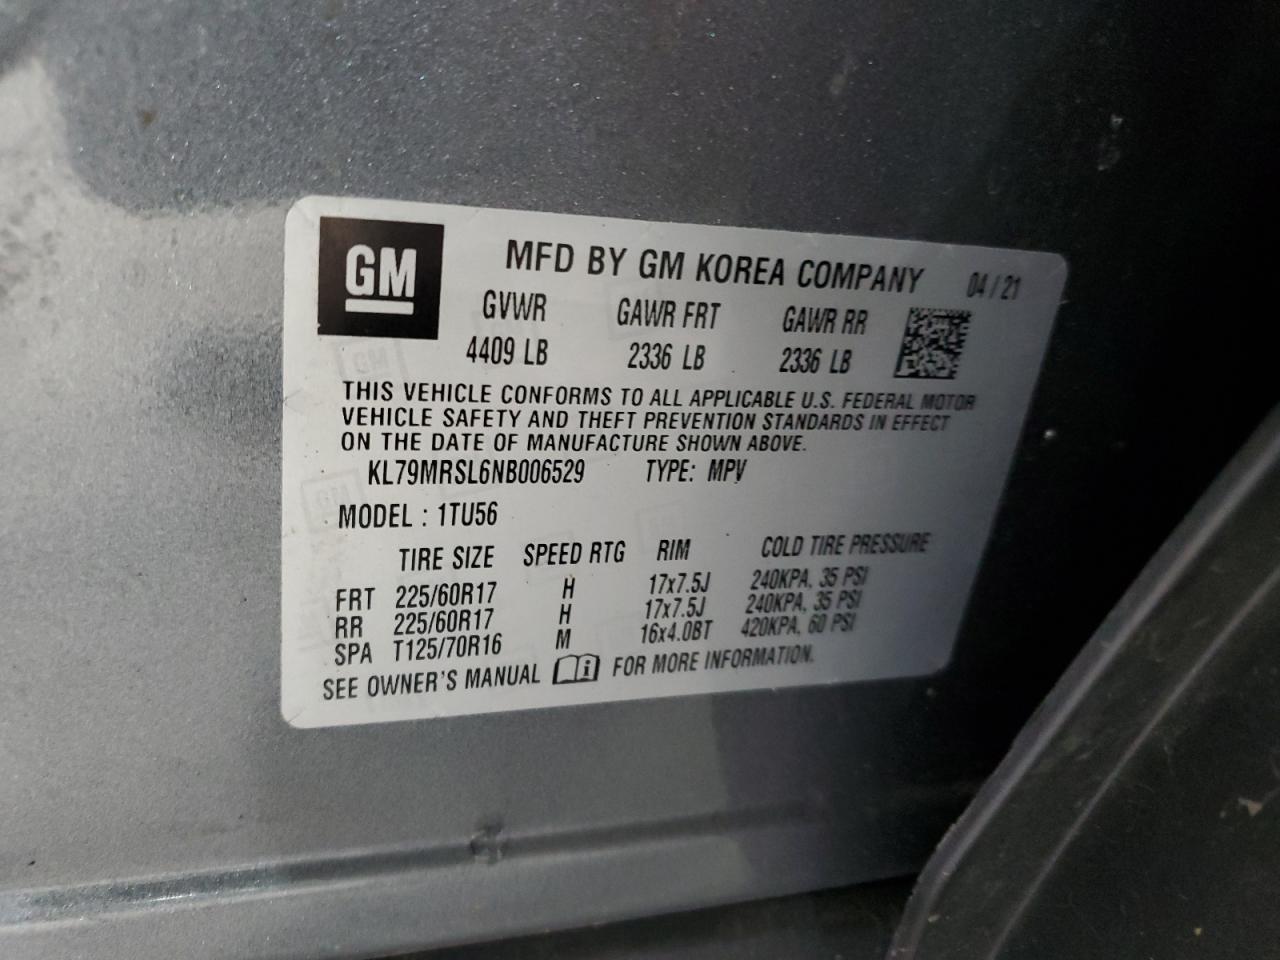 GM
MFD BY GM KOREA COMPANY 04/21
GVWR GAWR FRT GAWR RR
4409 LB 2336 LB 2336 LB
THIS VEHICLE CONFORMS TO ALL APPLICABLE U.S. FEDERAL MOTOR
VEHICLE SAFETY AND THEFT PREVENTION STANDARDS IN EFFECT
ON THE DATE OF MANUFACTURE SHOWN ABOVE.
KL79MRSL6NB006529 TYPE: MPV
MODEL : 1TU56
TIRE SIZE SPEED RTG RIM COLD TIRE PRESSURE
FRT 225/60R17 H 17x7.5J 240KPA, 35 PSI
RR 225/60R17 H 17x7.5J 240KPA, 35 PSI
SPA T125/70R16 M 16x4.0BT 420KPA, 60 PSI
SEE OWNER'S MANUAL i FOR MORE INFORMATION.